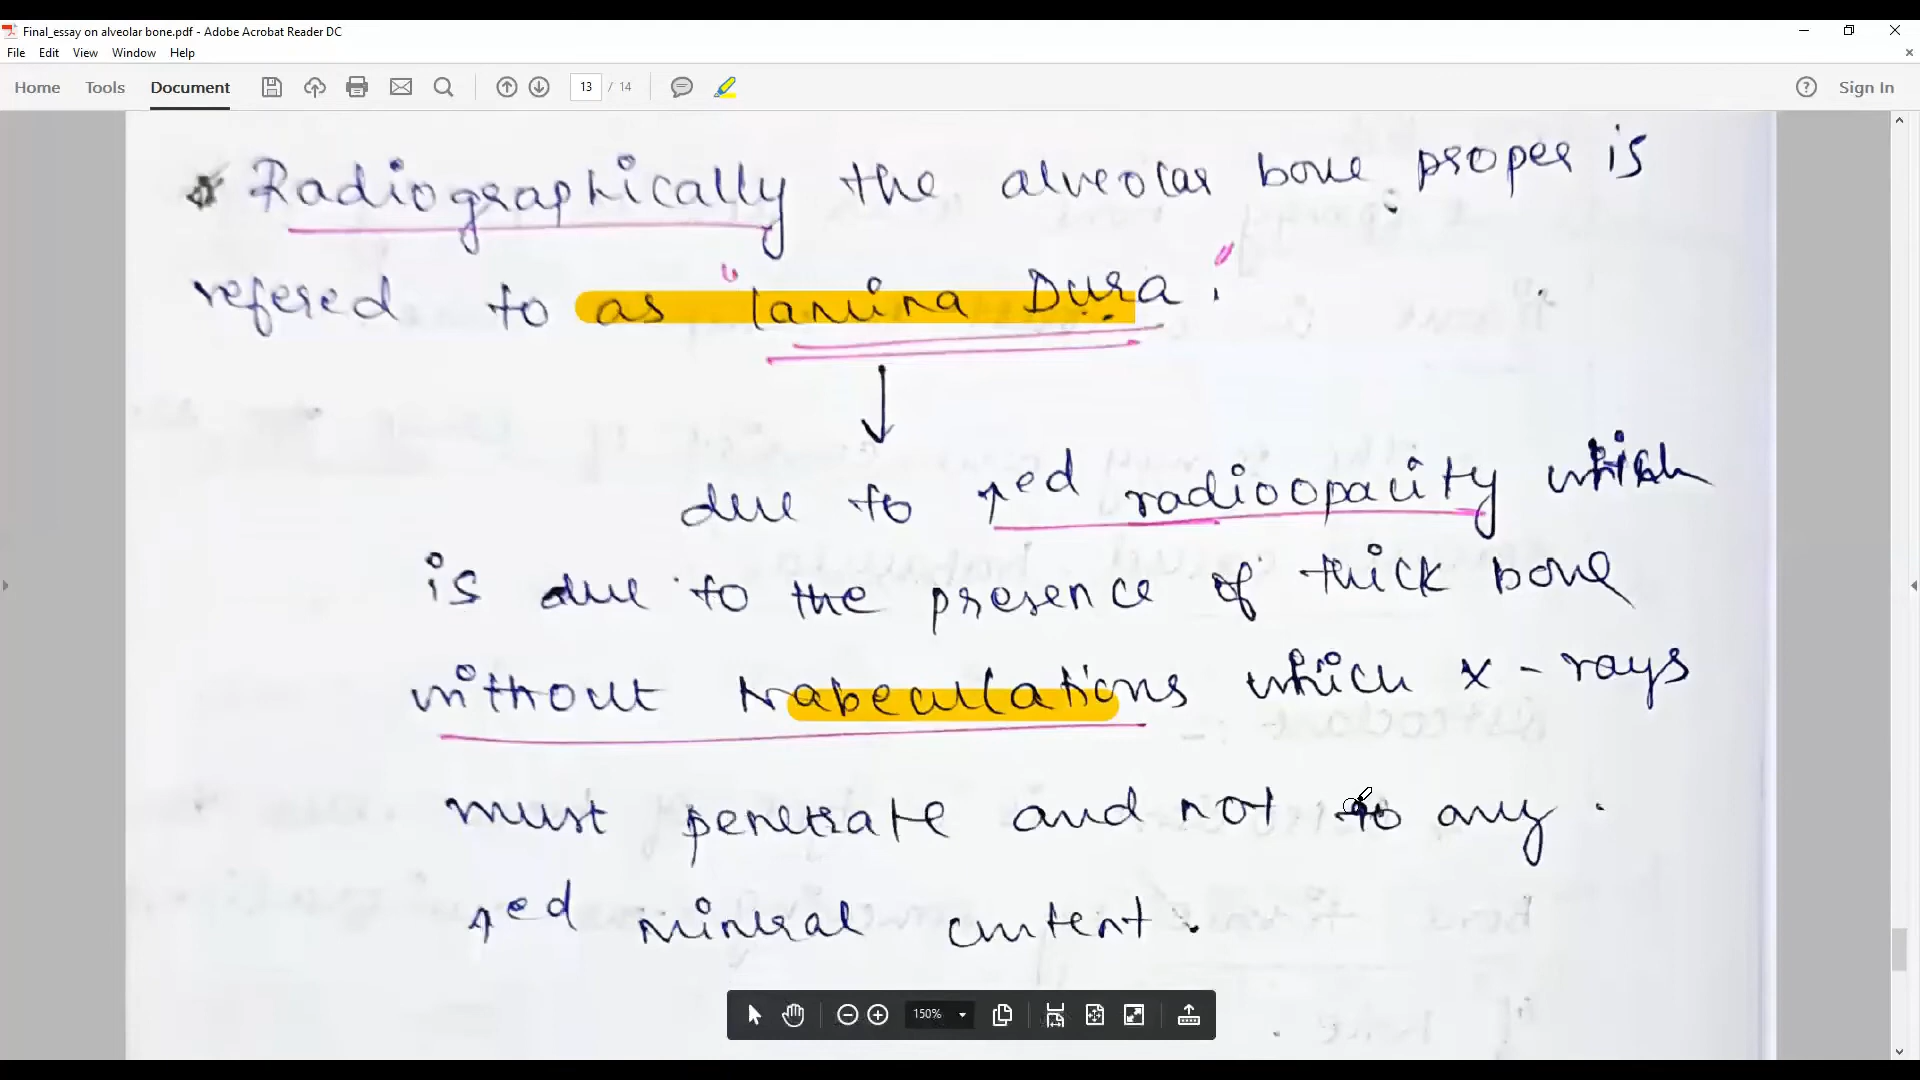 Final_essay on alveolar bone.pdf - Adobe Acrobat Reader DC
File Edit View Window Help
Home Tools Document 13 / 14 Sign In
Radiographically the alveolar bone proper is
refered to as "lamina Dura".
due to ↑ed radioopacity which
is due to the presence of thick bone
without trabeculations which x-rays
must penetrate and not to any
↑ed mineral content.
150%